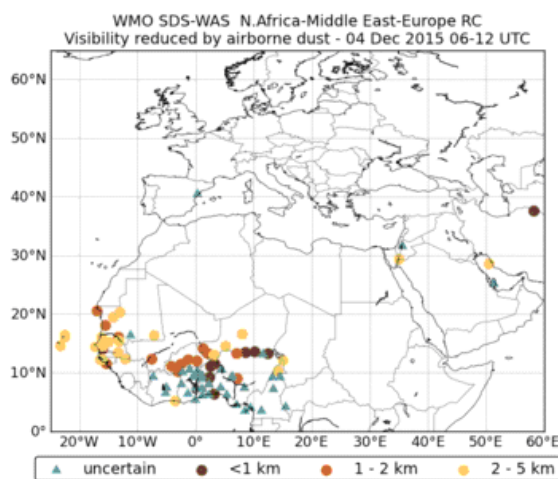 WMO SDS-WAS N.Africa-Middle East-Europe RC
Visibility reduced by airborne dust - 04 Dec 2015 06-12 UTC
60°N
50°N
40°N
30°N
20°N
10°N
0°
20°W 10°W 0° 10°E 20°E 30°E 40°E 50°E 60°E
uncertain <1 km 1 - 2 km 2 - 5 km